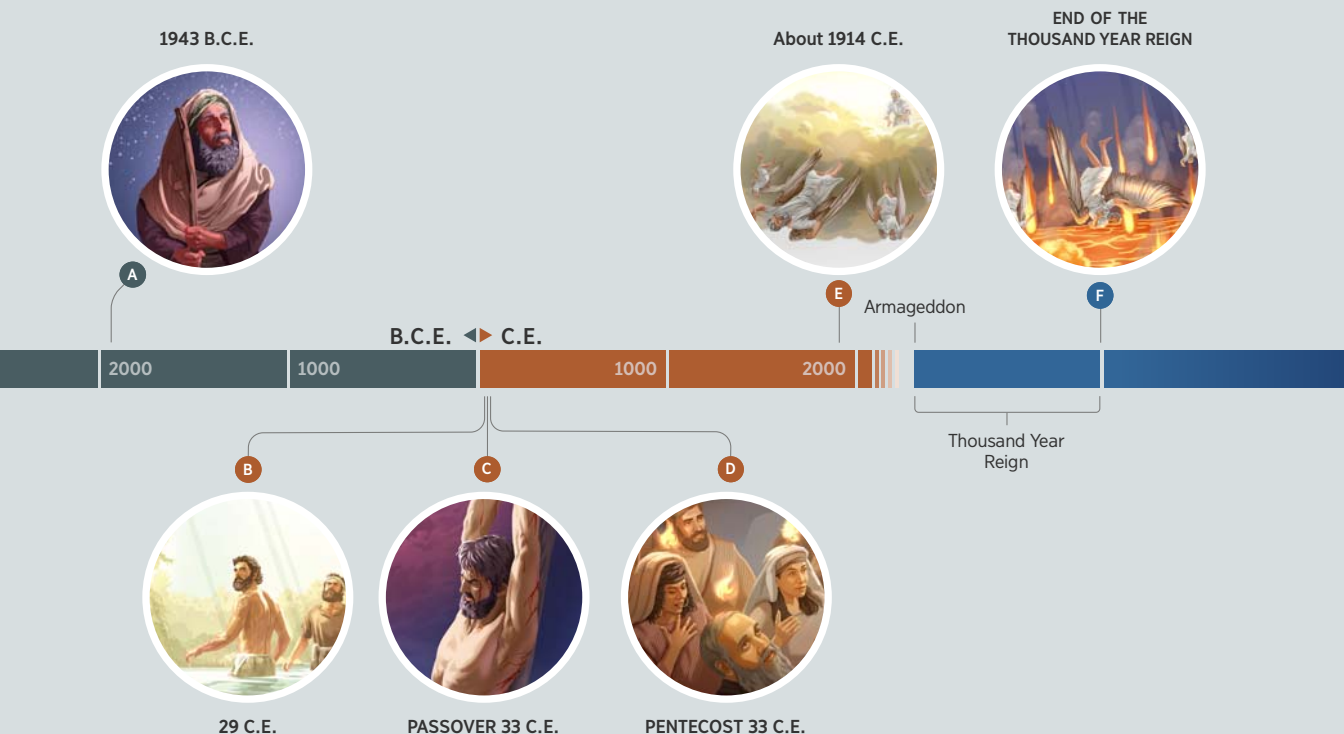 1943 B.C.E.
About 1914 C.E.
END OF THE
THOUSAND YEAR REIGN
A
E
F
Armageddon
B.C.E. C.E.
2000
1000
1000
2000
Thousand Year
Reign
B
C
D
29 C.E.
PASSOVER 33 C.E.
PENTECOST 33 C.E.